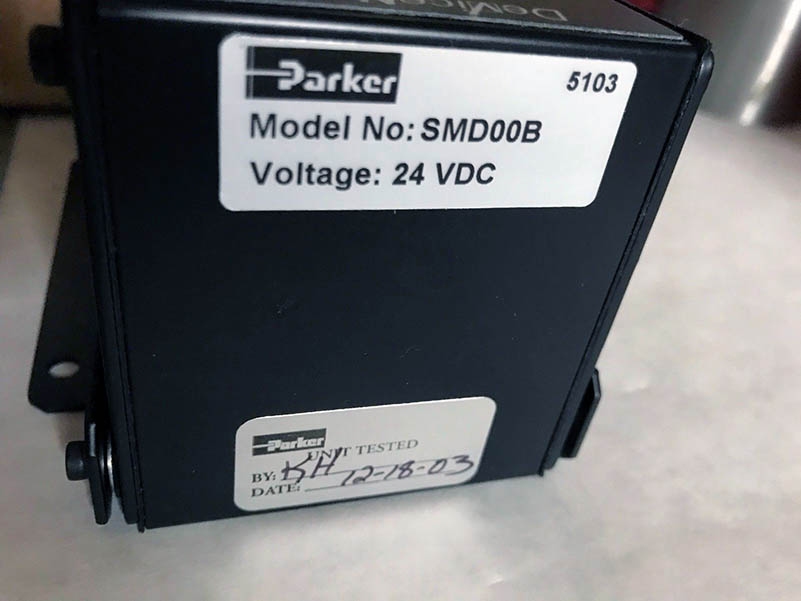 Parker
5103
Model No: SMD00B
Voltage: 24 VDC
Parker
UNIT TESTED
BY: KH
DATE: 12-18-03